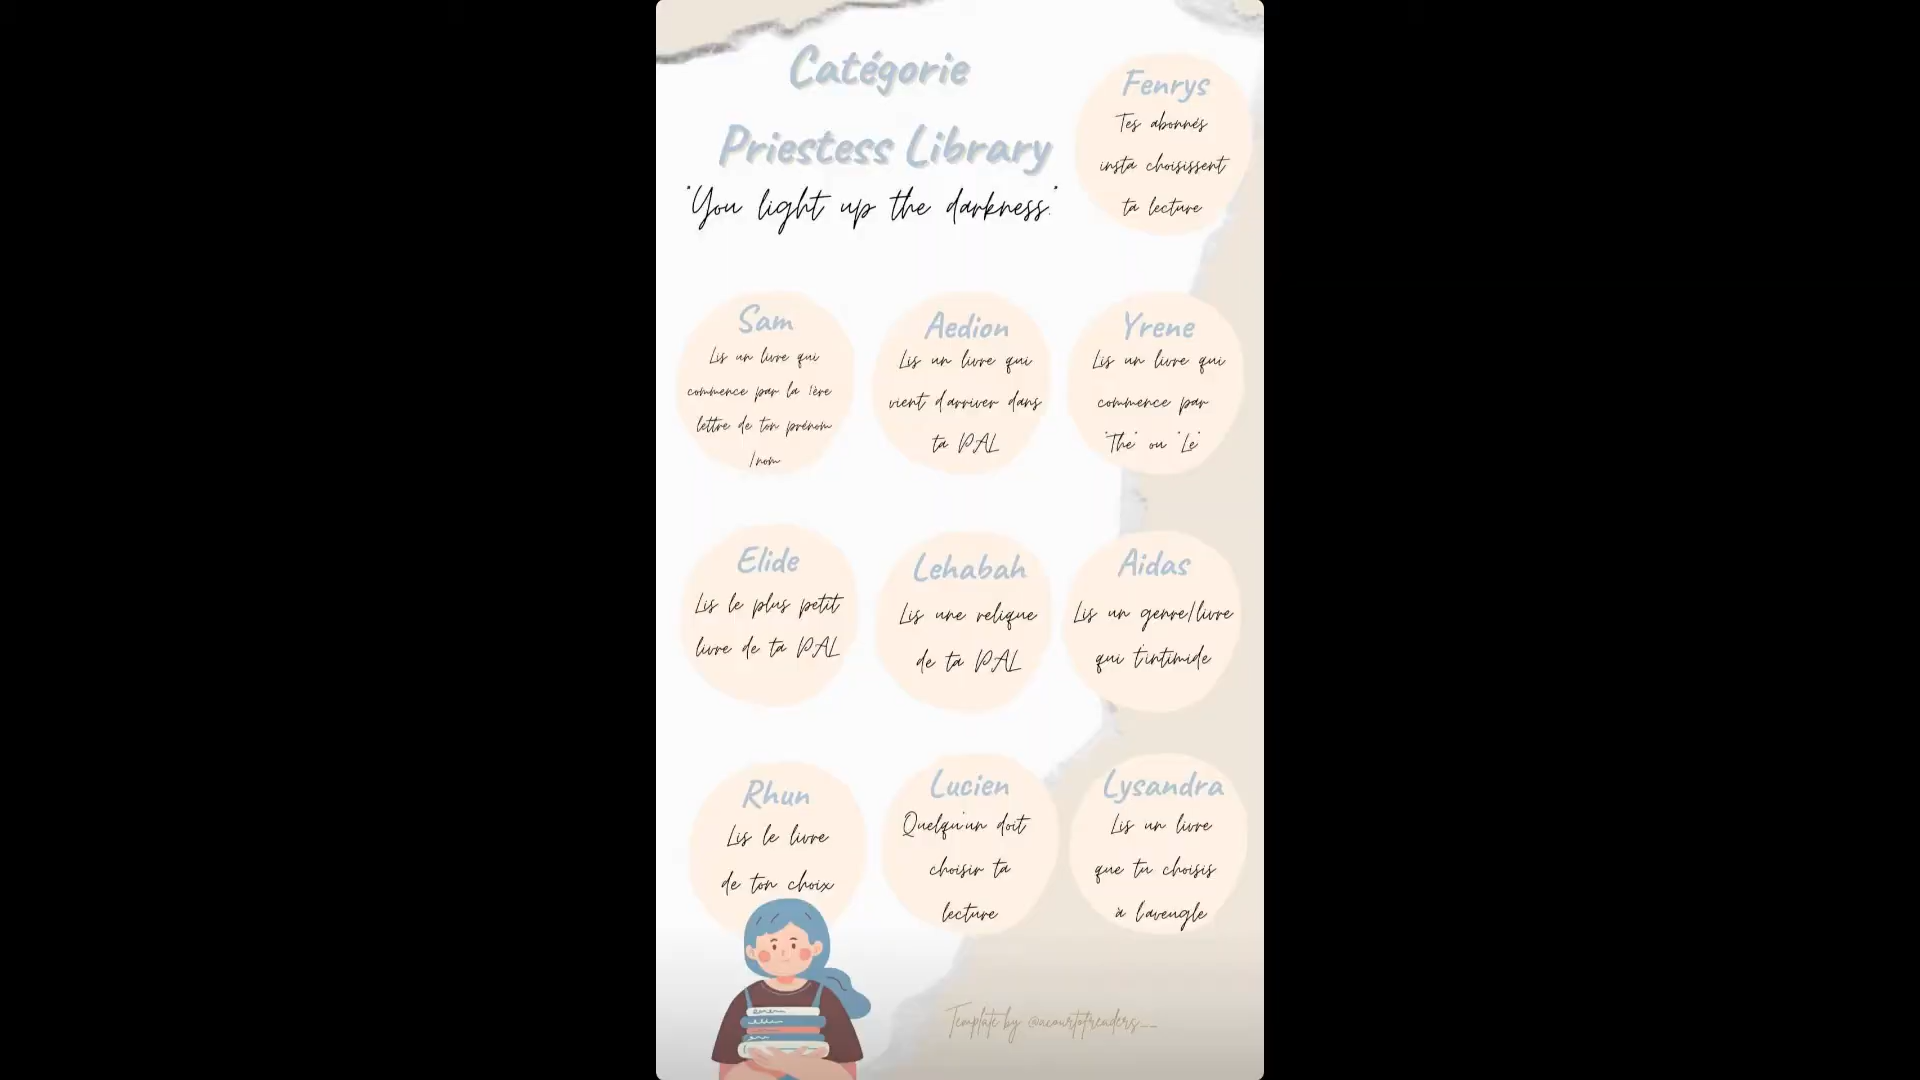 Catégorie
Priestess Library
"You light up the darkness."
Fenrys
Tes abonnés
insta choisissent
ta lecture
Sam
Lis un livre qui
commence par la 1ère
lettre de ton prénom
/nom
Aedion
Lis un livre qui
vient d'arriver dans
ta PAL
Yrene
Lis un livre qui
commence par
"The" ou "Le"
Elide
Lis le plus petit
livre de ta PAL
Lehabah
Lis une relique
de ta PAL
Aidas
Lis un genre/livre
qui t'intimide
Rhun
Lis le livre
de ton choix
Lucien
Quelqu'un doit
choisir ta
lecture
Lysandra
Lis un livre
que tu choisis
à l'aveugle
Template by @acourtofreaders__